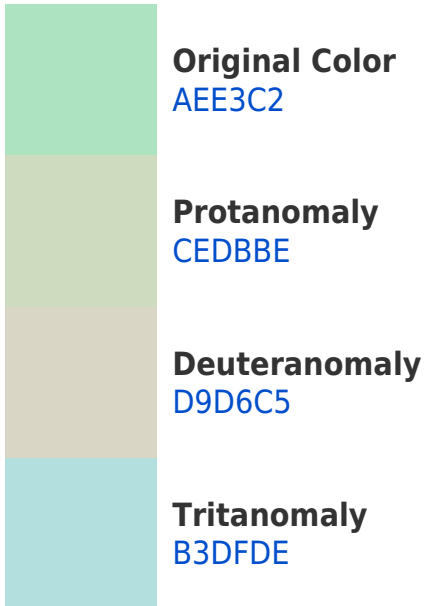 Original Color
AEE3C2
Protanomaly
CEDBBE
Deuteranomaly
D9D6C5
Tritanomaly
B3DFDE